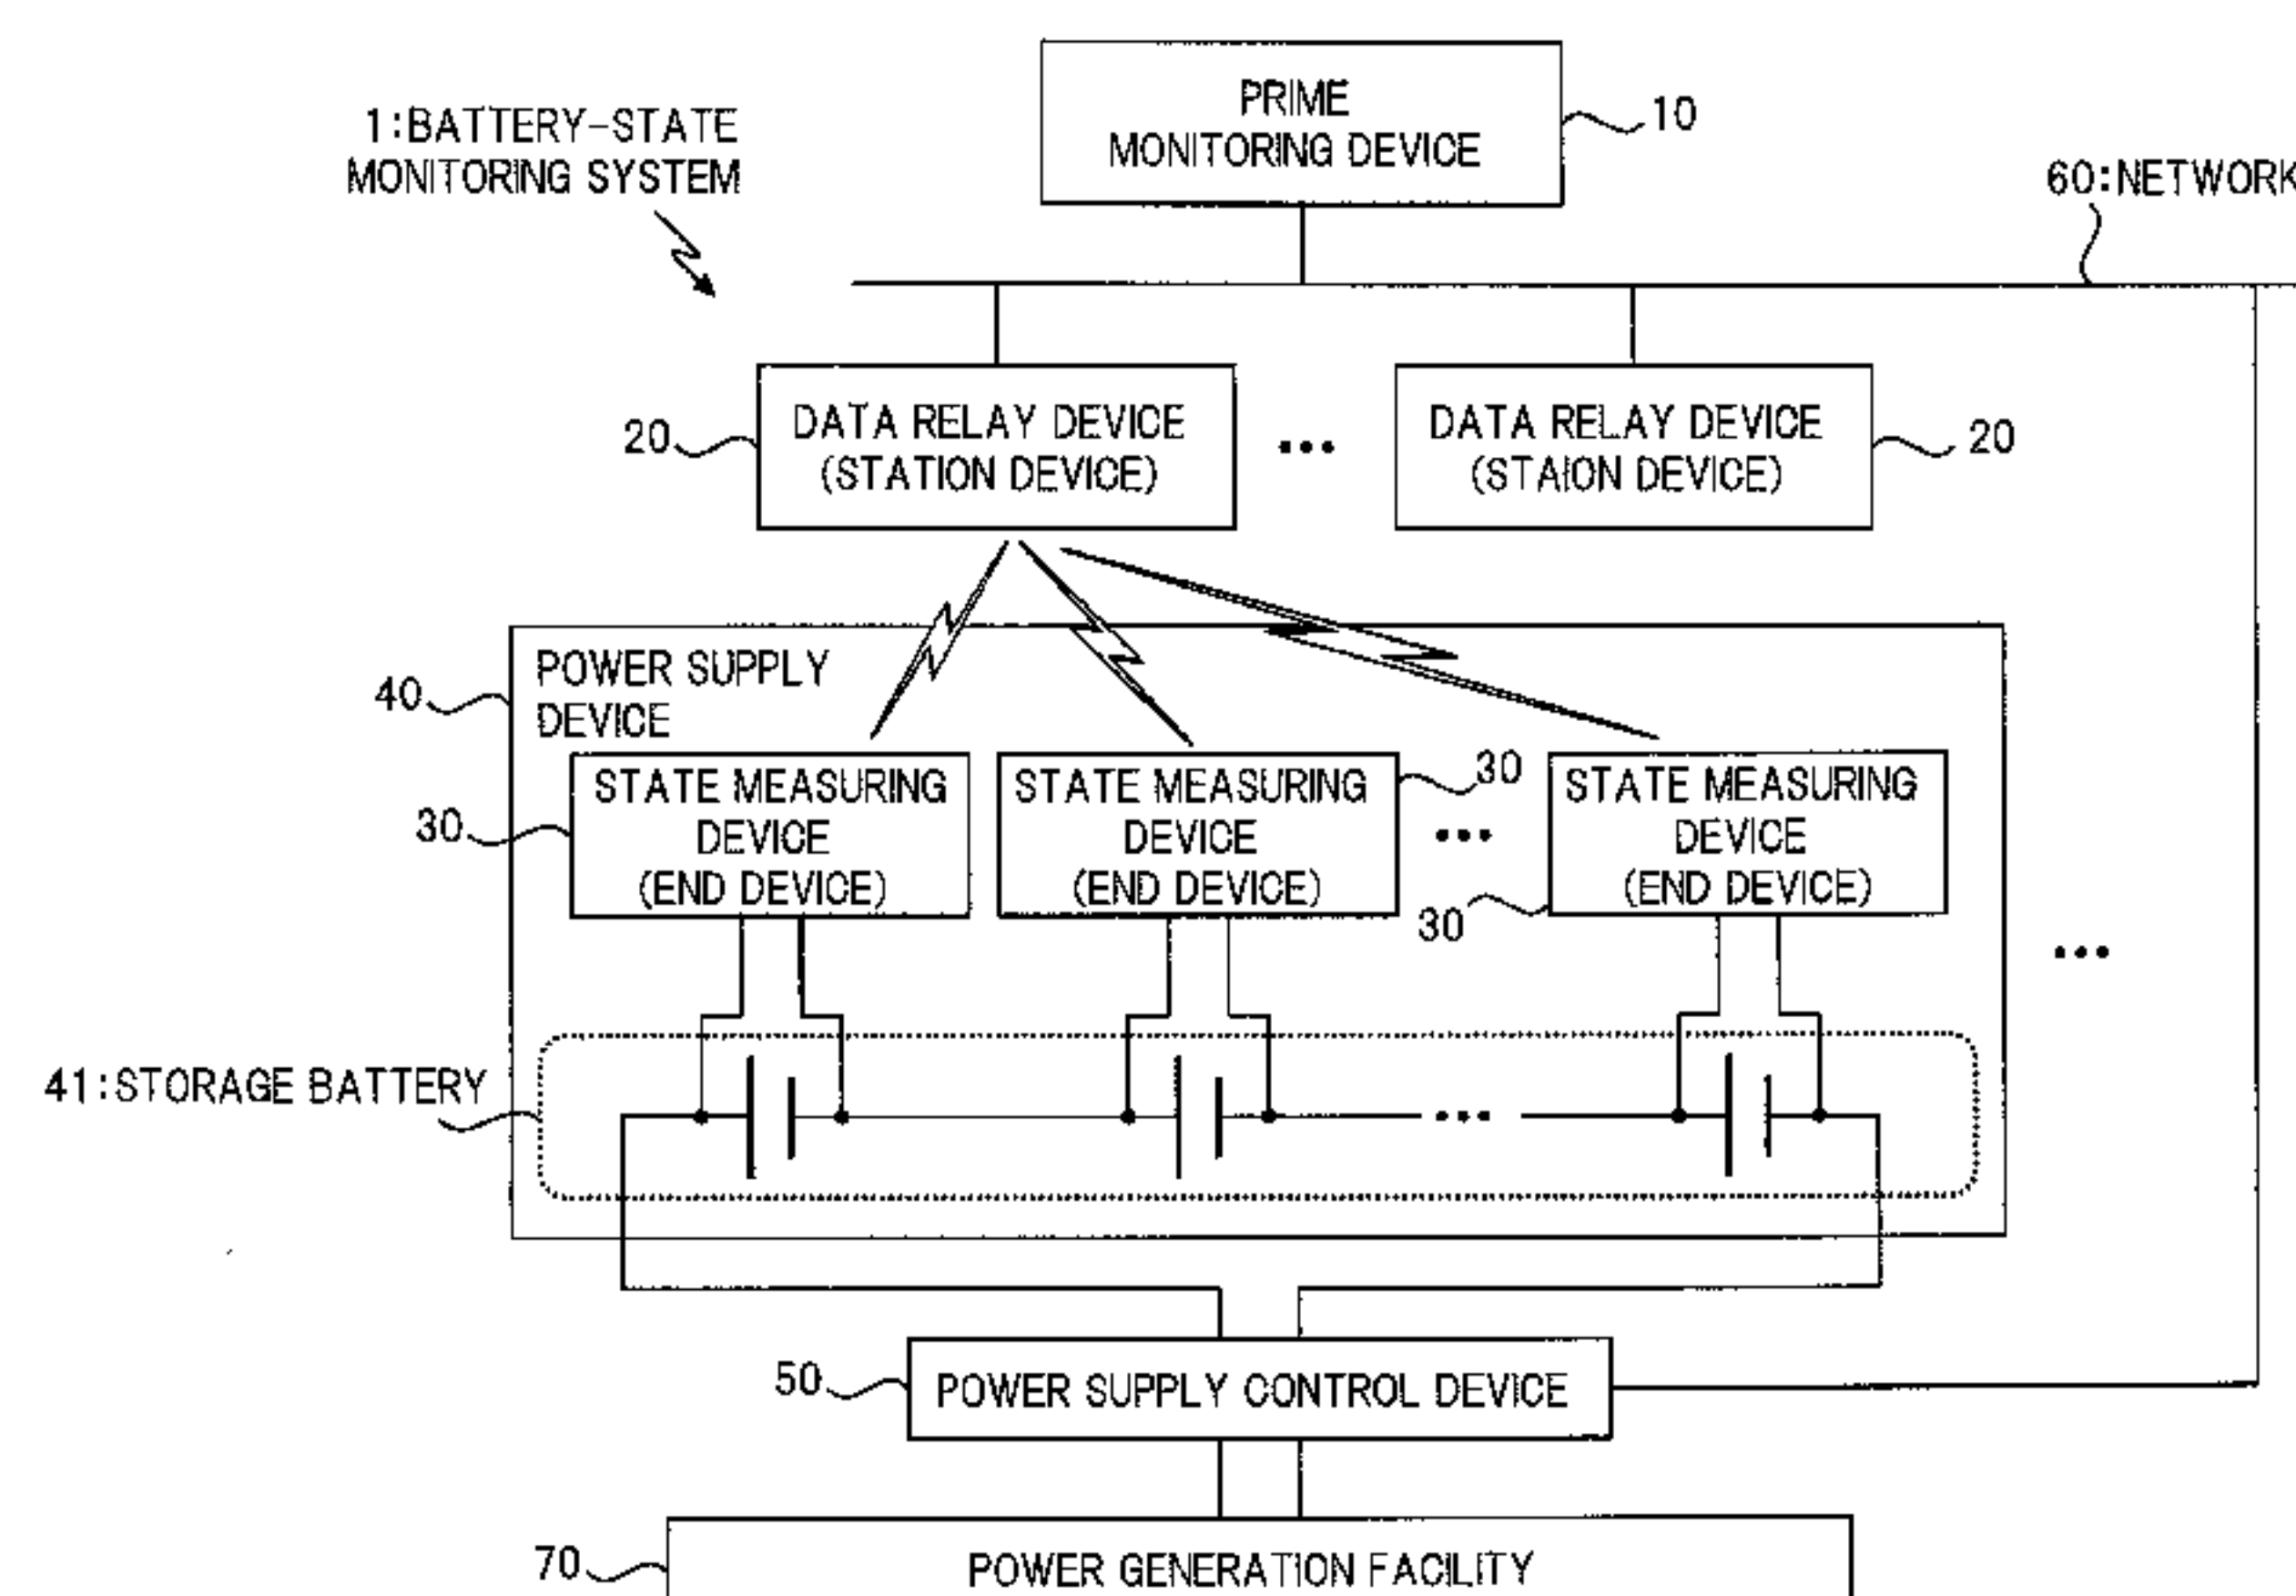 PRIME
MONITORING DEVICE
10
1:BATTERY-STATE
MONITORING SYSTEM
60:NETWORK
20
DATA RELAY DEVICE
(STATION DEVICE)
...
DATA RELAY DEVICE
(STAION DEVICE)
20
40
POWER SUPPLY
DEVICE
30
STATE MEASURING
DEVICE
(END DEVICE)
STATE MEASURING
DEVICE
(END DEVICE)
30
...
30
STATE MEASURING
DEVICE
(END DEVICE)
...
41:STORAGE BATTERY
...
50
POWER SUPPLY CONTROL DEVICE
70
POWER GENERATION FACILITY